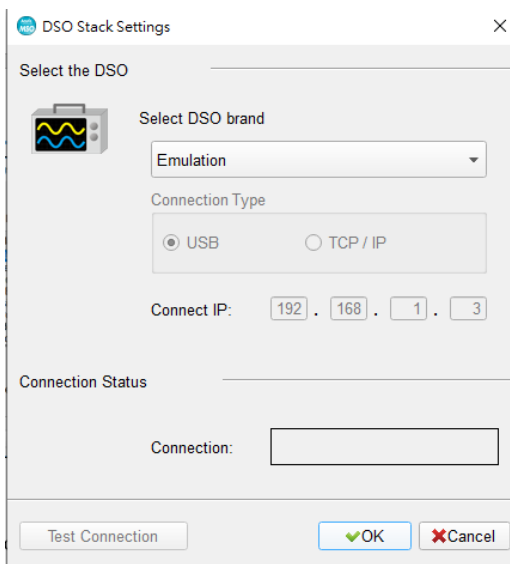 DSO Stack Settings
Select the DSO
Select DSO brand
Emulation
Connection Type
USB TCP / IP
Connect IP: 192 . 168 . 1 . 3
Connection Status
Connection:
Test Connection OK Cancel